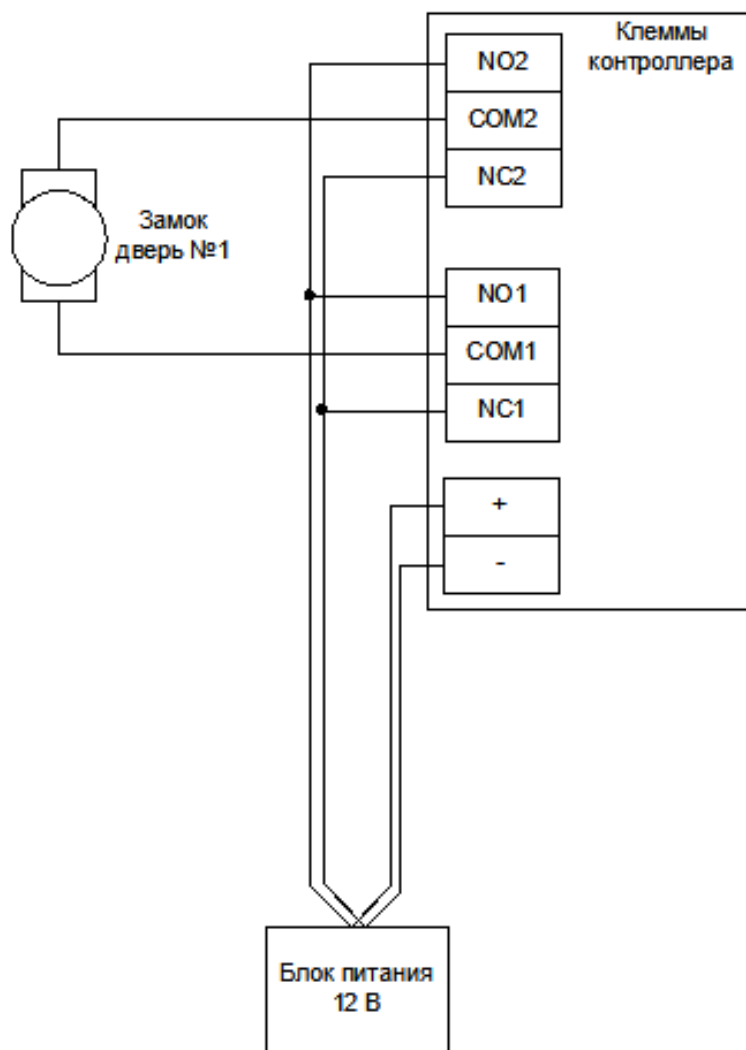 Клеммы
контроллера
NO2
COM2
NC2
Замок
дверь №1
NO1
COM1
NC1
+
-
Блок питания
12 В